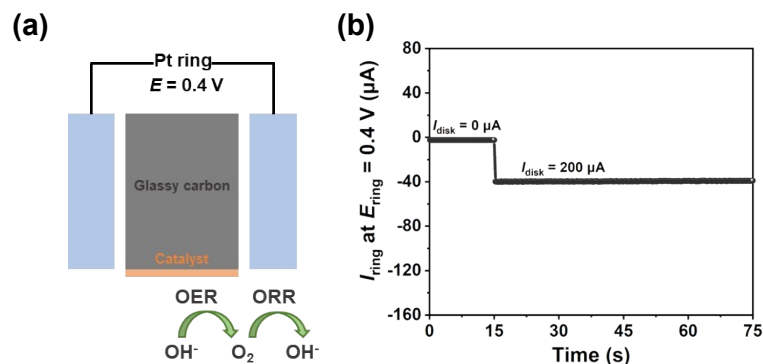 (a)
Pt ring
E = 0.4 V
Glassy carbon
Catalyst
OER
ORR
OH⁻
O₂
OH⁻
(b)
I_ring at E_ring = 0.4 V (μA)
80
40
0
-40
-80
-120
-160
I_disk = 0 μA
I_disk = 200 μA
0
15
30
45
60
75
Time (s)